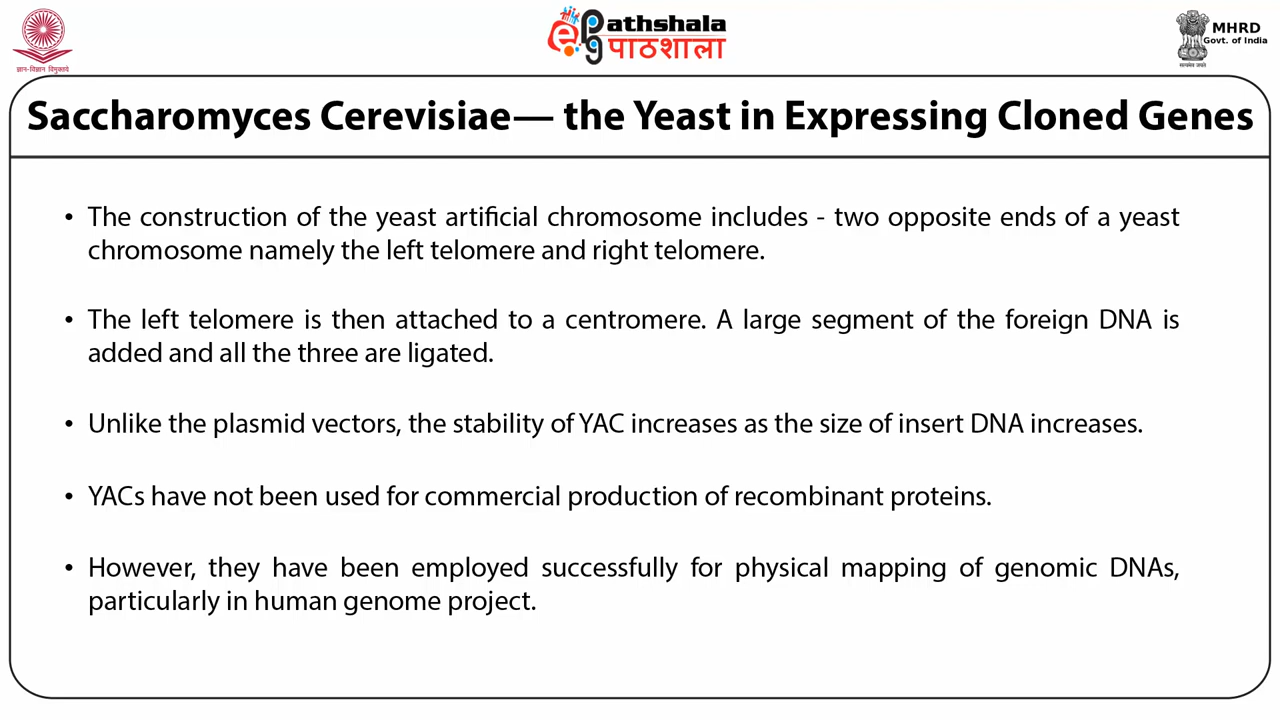 ज्ञान-विज्ञान विमुक्तये
ePathshala
पाठशाला
MHRD
Govt. of India
सत्यमेव जयते
Saccharomyces Cerevisiae— the Yeast in Expressing Cloned Genes
• The construction of the yeast artificial chromosome includes - two opposite ends of a yeast
chromosome namely the left telomere and right telomere.
• The left telomere is then attached to a centromere. A large segment of the foreign DNA is
added and all the three are ligated.
• Unlike the plasmid vectors, the stability of YAC increases as the size of insert DNA increases.
• YACs have not been used for commercial production of recombinant proteins.
• However, they have been employed successfully for physical mapping of genomic DNAs,
particularly in human genome project.